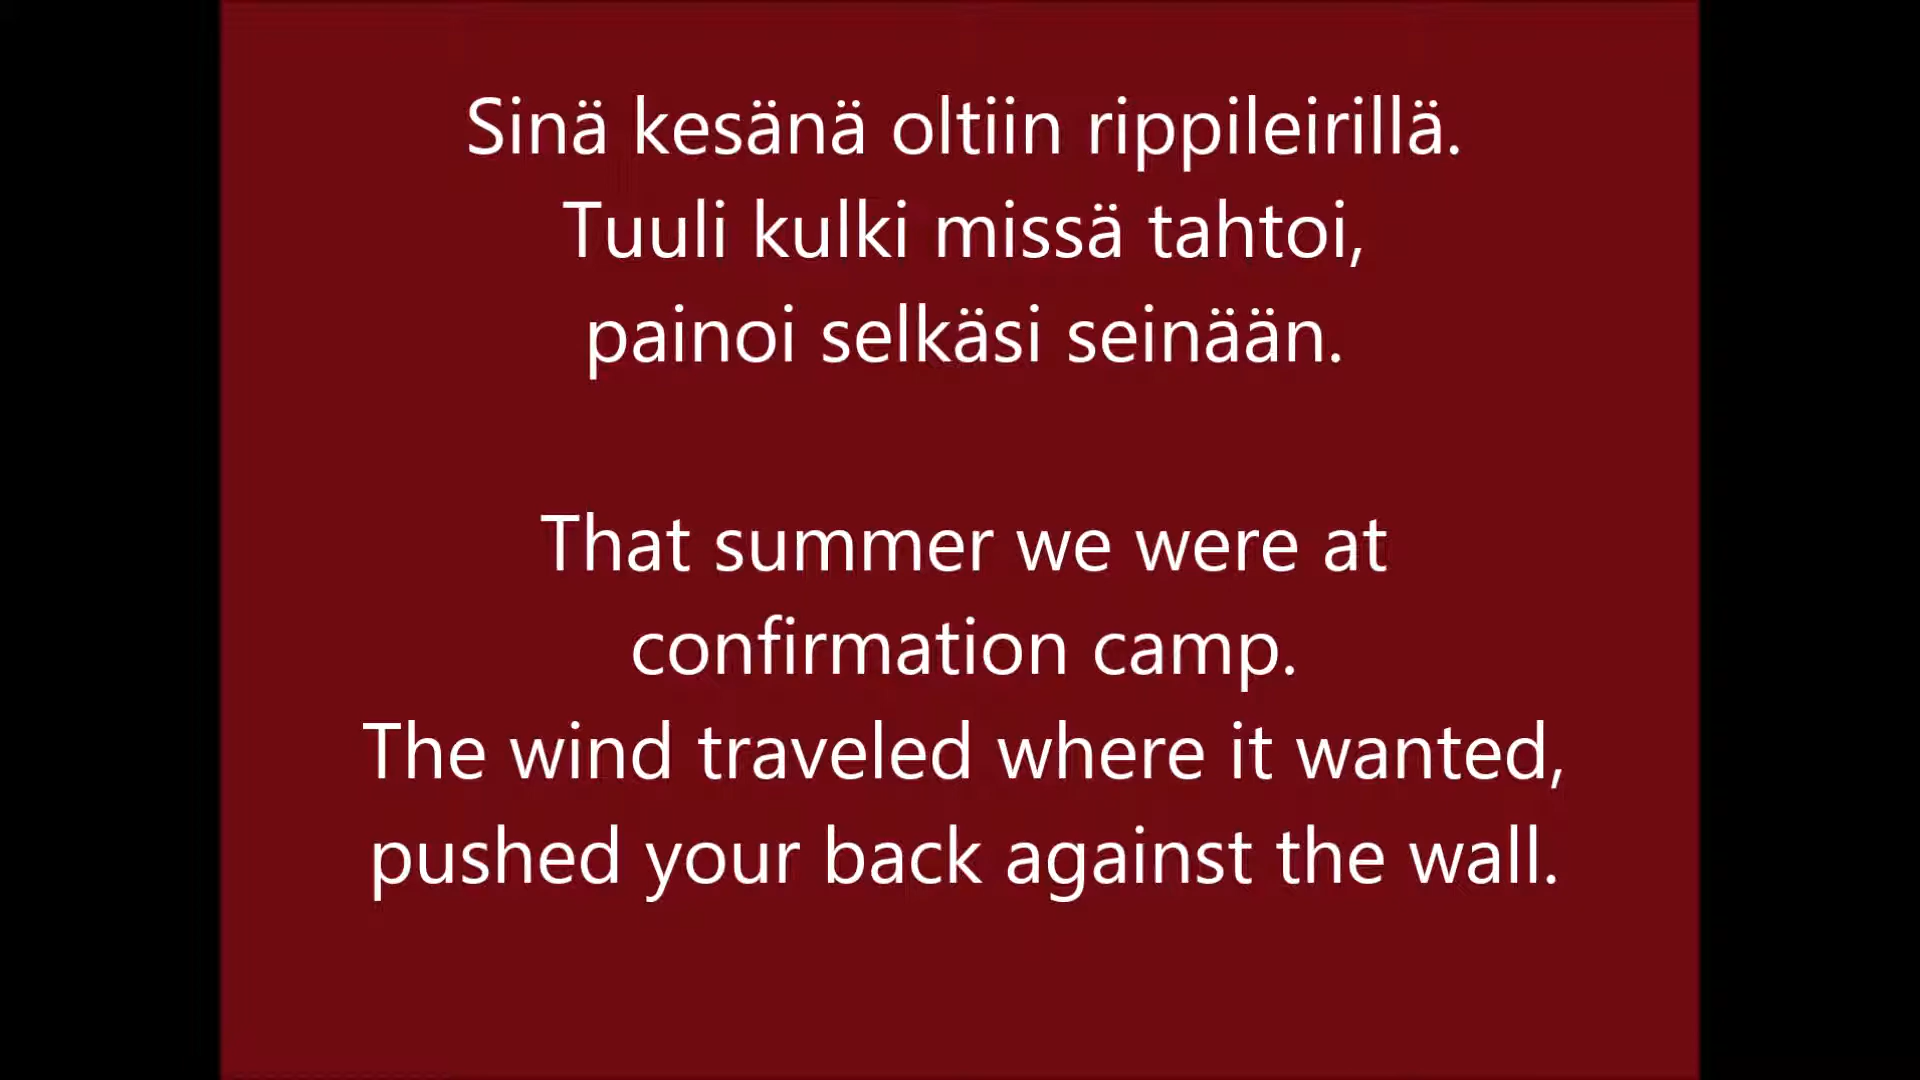 Sinä kesänä oltiin rippileirillä.
Tuuli kulki missä tahtoi,
painoi selkäsi seinään.
That summer we were at
confirmation camp.
The wind traveled where it wanted,
pushed your back against the wall.